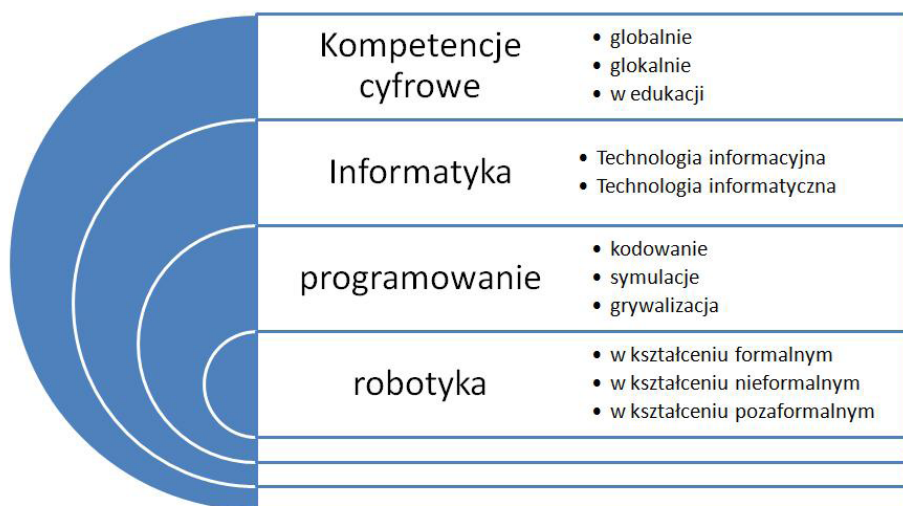 Kompetencje
cyfrowe
• globalnie
• glokalnie
• w edukacji
Informatyka
• Technologia informacyjna
• Technologia informatyczna
programowanie
• kodowanie
• symulacje
• grywalizacja
robotyka
• w kształceniu formalnym
• w kształceniu nieformalnym
• w kształceniu pozaformalnym